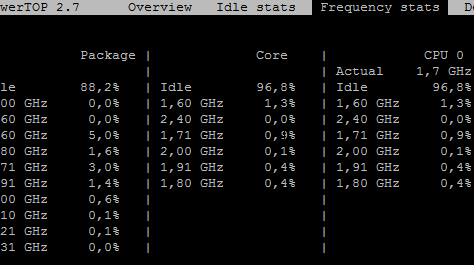 werTOP 2.7 Overview Idle stats Frequency stats De
Package | Core | CPU 0
| | Actual 1,7 GHz
le 88,2% | Idle 96,8% | Idle 96,8%
00 GHz 0,0% | 1,60 GHz 1,3% | 1,60 GHz 1,3%
60 GHz 0,0% | 2,40 GHz 0,0% | 2,40 GHz 0,0%
60 GHz 5,0% | 1,71 GHz 0,9% | 1,71 GHz 0,9%
80 GHz 1,6% | 2,00 GHz 0,1% | 2,00 GHz 0,1%
71 GHz 3,0% | 1,91 GHz 0,4% | 1,91 GHz 0,4%
91 GHz 1,4% | 1,80 GHz 0,4% | 1,80 GHz 0,4%
00 GHz 0,6% | |
10 GHz 0,1% | |
21 GHz 0,1% | |
31 GHz 0,0% | |